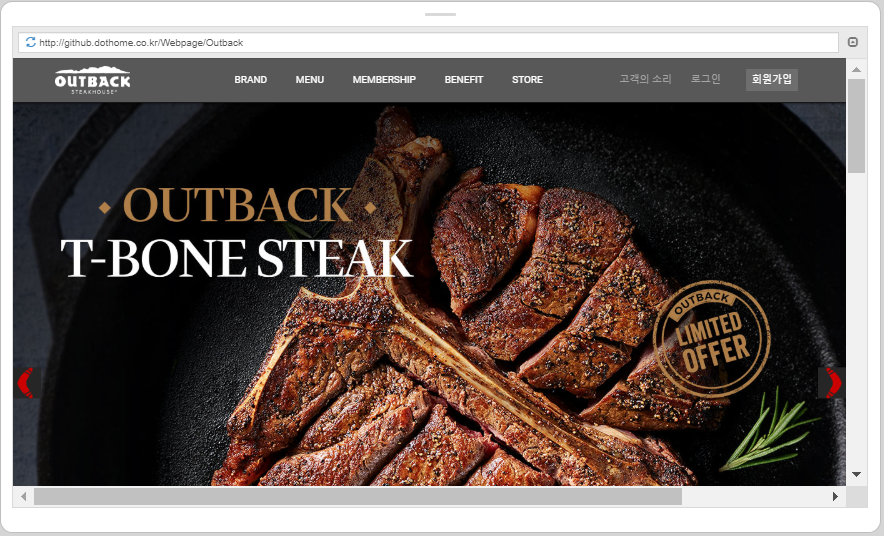 http://github.dothome.co.kr/Webpage/Outback
OUTBACK
STEAKHOUSE®
BRAND MENU MEMBERSHIP BENEFIT STORE
고객의 소리 로그인 회원가입
OUTBACK
T-BONE STEAK
OUTBACK
LIMITED
OFFER